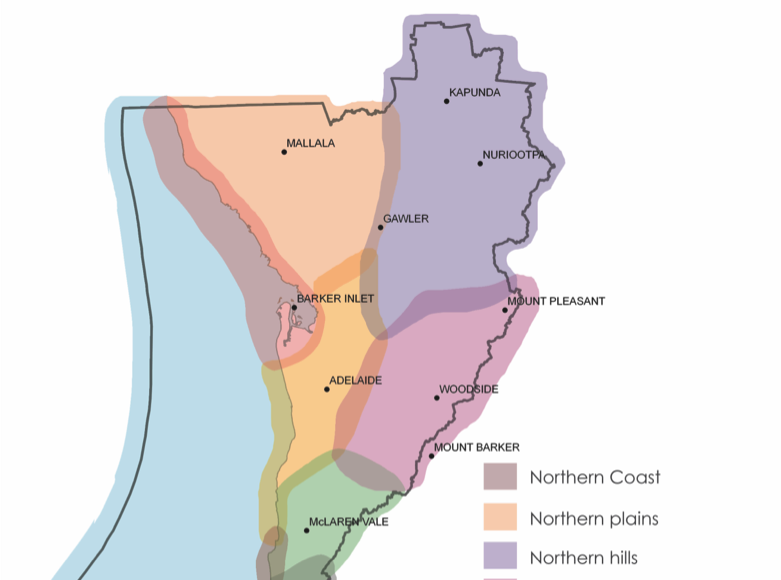 KAPUNDA
MALLALA
NURIOOTPA
GAWLER
BARKER INLET
MOUNT PLEASANT
ADELAIDE
WOODSIDE
MOUNT BARKER
Northern Coast
Northern plains
McLAREN VALE
Northern hills